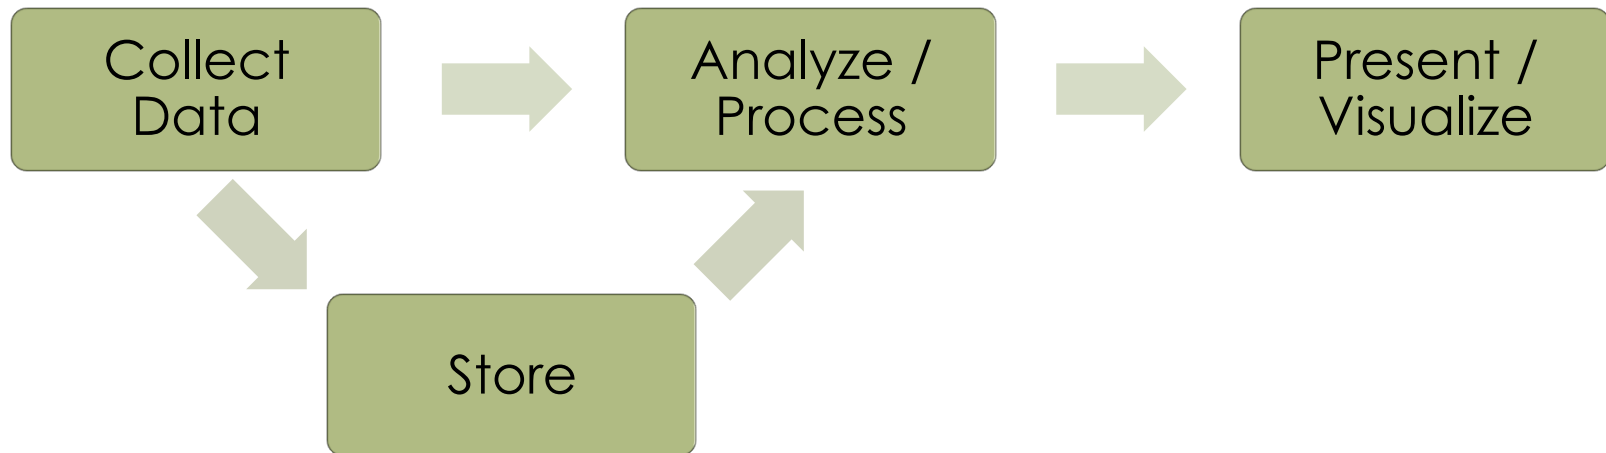 Collect
Data
Analyze /
Process
Present /
Visualize
Store